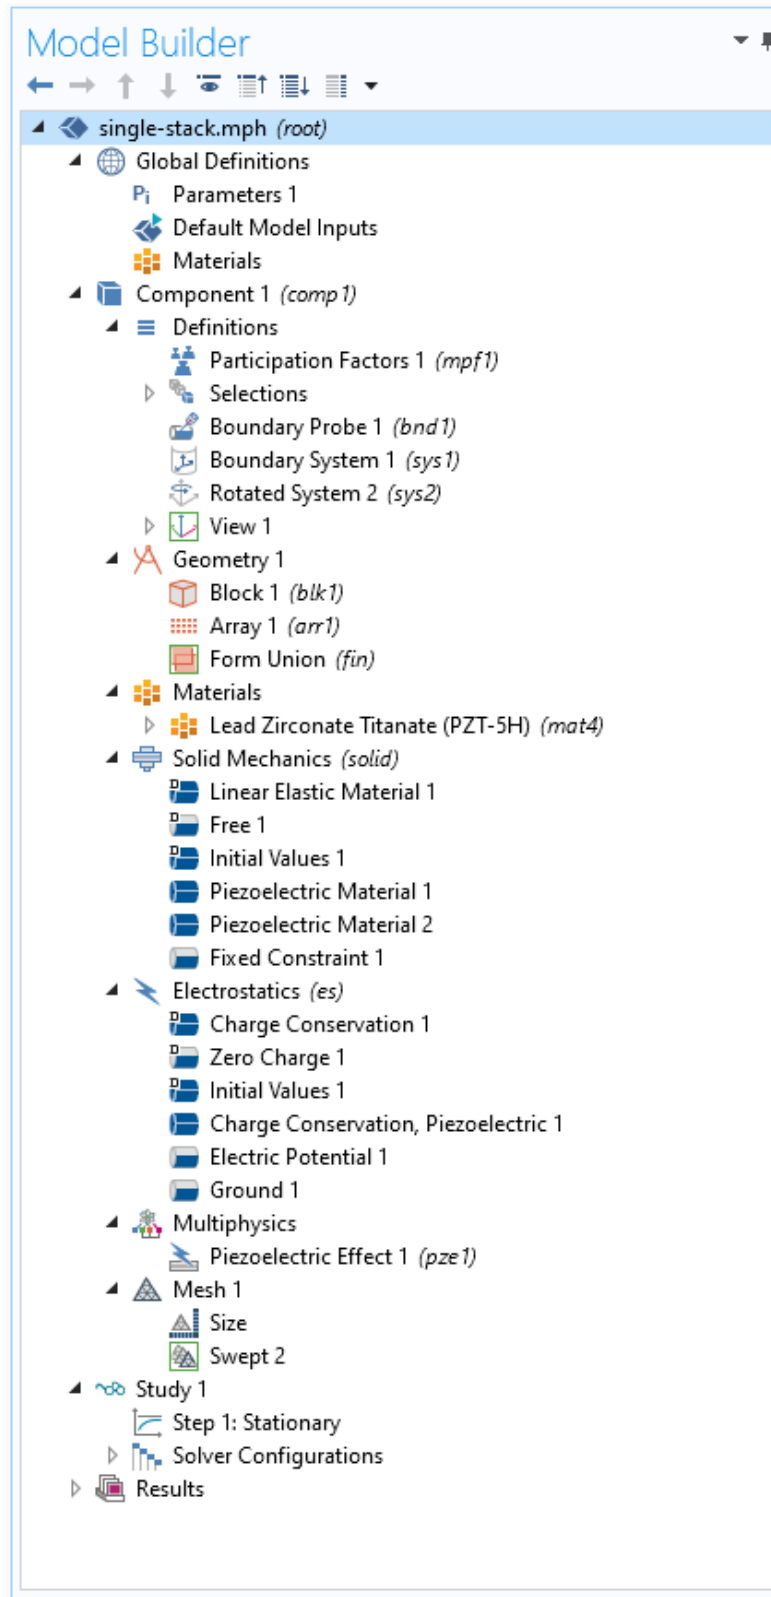 Model Builder
single-stack.mph (root)
Global Definitions
Pi Parameters 1
Default Model Inputs
Materials
Component 1 (comp1)
Definitions
Participation Factors 1 (mpf1)
Selections
Boundary Probe 1 (bnd1)
Boundary System 1 (sys1)
Rotated System 2 (sys2)
View 1
Geometry 1
Block 1 (blk1)
Array 1 (arr1)
Form Union (fin)
Materials
Lead Zirconate Titanate (PZT-5H) (mat4)
Solid Mechanics (solid)
D Linear Elastic Material 1
D Free 1
D Initial Values 1
Piezoelectric Material 1
Piezoelectric Material 2
Fixed Constraint 1
Electrostatics (es)
D Charge Conservation 1
D Zero Charge 1
D Initial Values 1
Charge Conservation, Piezoelectric 1
Electric Potential 1
Ground 1
Multiphysics
Piezoelectric Effect 1 (pze1)
Mesh 1
Size
Swept 2
Study 1
Step 1: Stationary
Solver Configurations
Results